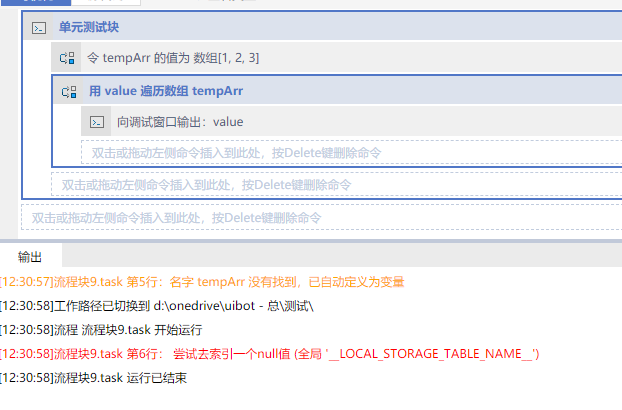 单元测试块
令 tempArr 的值为 数组[1, 2, 3]
用 value 遍历数组 tempArr
向调试窗口输出：value
双击或拖动左侧命令插入到此处，按Delete键删除命令
双击或拖动左侧命令插入到此处，按Delete键删除命令
双击或拖动左侧命令插入到此处，按Delete键删除命令
输出
[12:30:57]流程块9.task 第5行：名字 tempArr 没有找到，已自动定义为变量
[12:30:58]工作路径已切换到 d:\onedrive\uibot - 总\测试\
[12:30:58]流程 流程块9.task 开始运行
[12:30:58]流程块9.task 第6行： 尝试去索引一个null值 (全局 '__LOCAL_STORAGE_TABLE_NAME__')
[12:30:58]流程块9.task 运行已结束